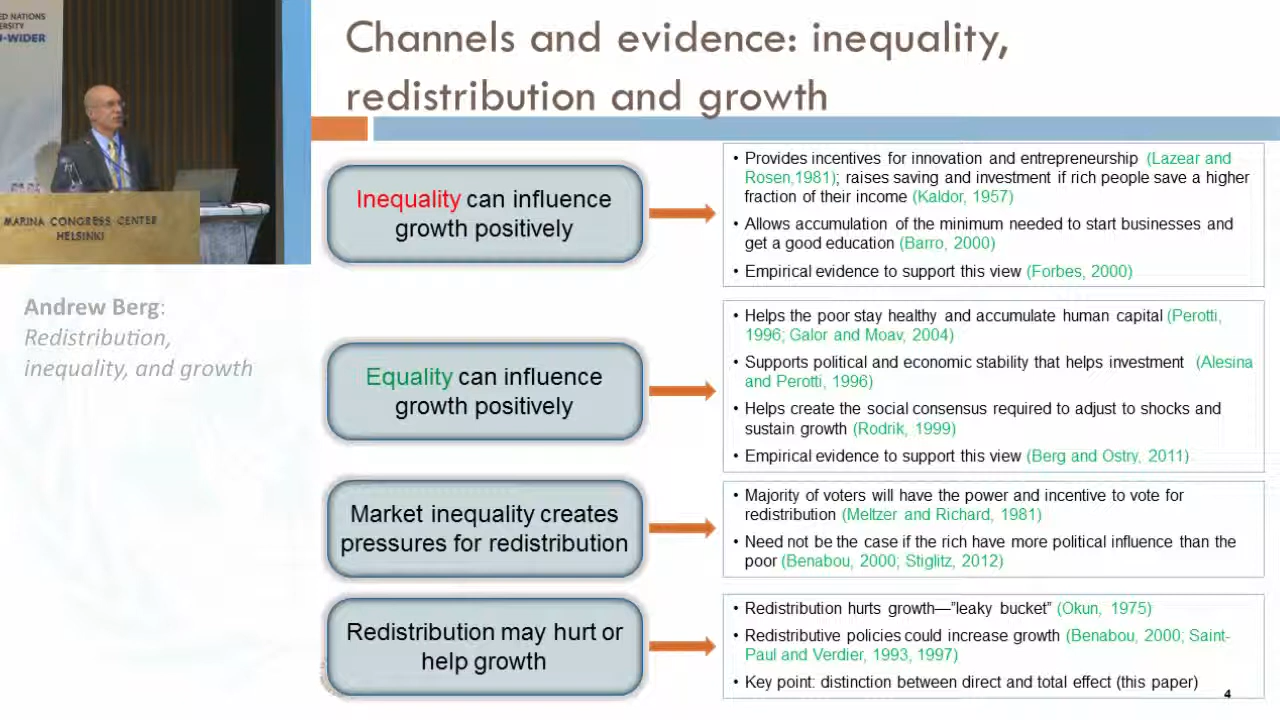 Channels and evidence: inequality,
redistribution and growth
ED NATIONS
ERSITY
U-WIDER
MARINA CONGRESS CENTER
HELSINKI
Andrew Berg:
Redistribution,
inequality, and growth
Inequality can influence
growth positively
• Provides incentives for innovation and entrepreneurship (Lazear and
Rosen,1981); raises saving and investment if rich people save a higher
fraction of their income (Kaldor, 1957)
• Allows accumulation of the minimum needed to start businesses and
get a good education (Barro, 2000)
• Empirical evidence to support this view (Forbes, 2000)
Equality can influence
growth positively
• Helps the poor stay healthy and accumulate human capital (Perotti,
1996; Galor and Moav, 2004)
• Supports political and economic stability that helps investment (Alesina
and Perotti, 1996)
• Helps create the social consensus required to adjust to shocks and
sustain growth (Rodrik, 1999)
• Empirical evidence to support this view (Berg and Ostry, 2011)
Market inequality creates
pressures for redistribution
• Majority of voters will have the power and incentive to vote for
redistribution (Meltzer and Richard, 1981)
• Need not be the case if the rich have more political influence than the
poor (Benabou, 2000; Stiglitz, 2012)
Redistribution may hurt or
help growth
• Redistribution hurts growth—”leaky bucket” (Okun, 1975)
• Redistributive policies could increase growth (Benabou, 2000; Saint-
Paul and Verdier, 1993, 1997)
• Key point: distinction between direct and total effect (this paper)
4